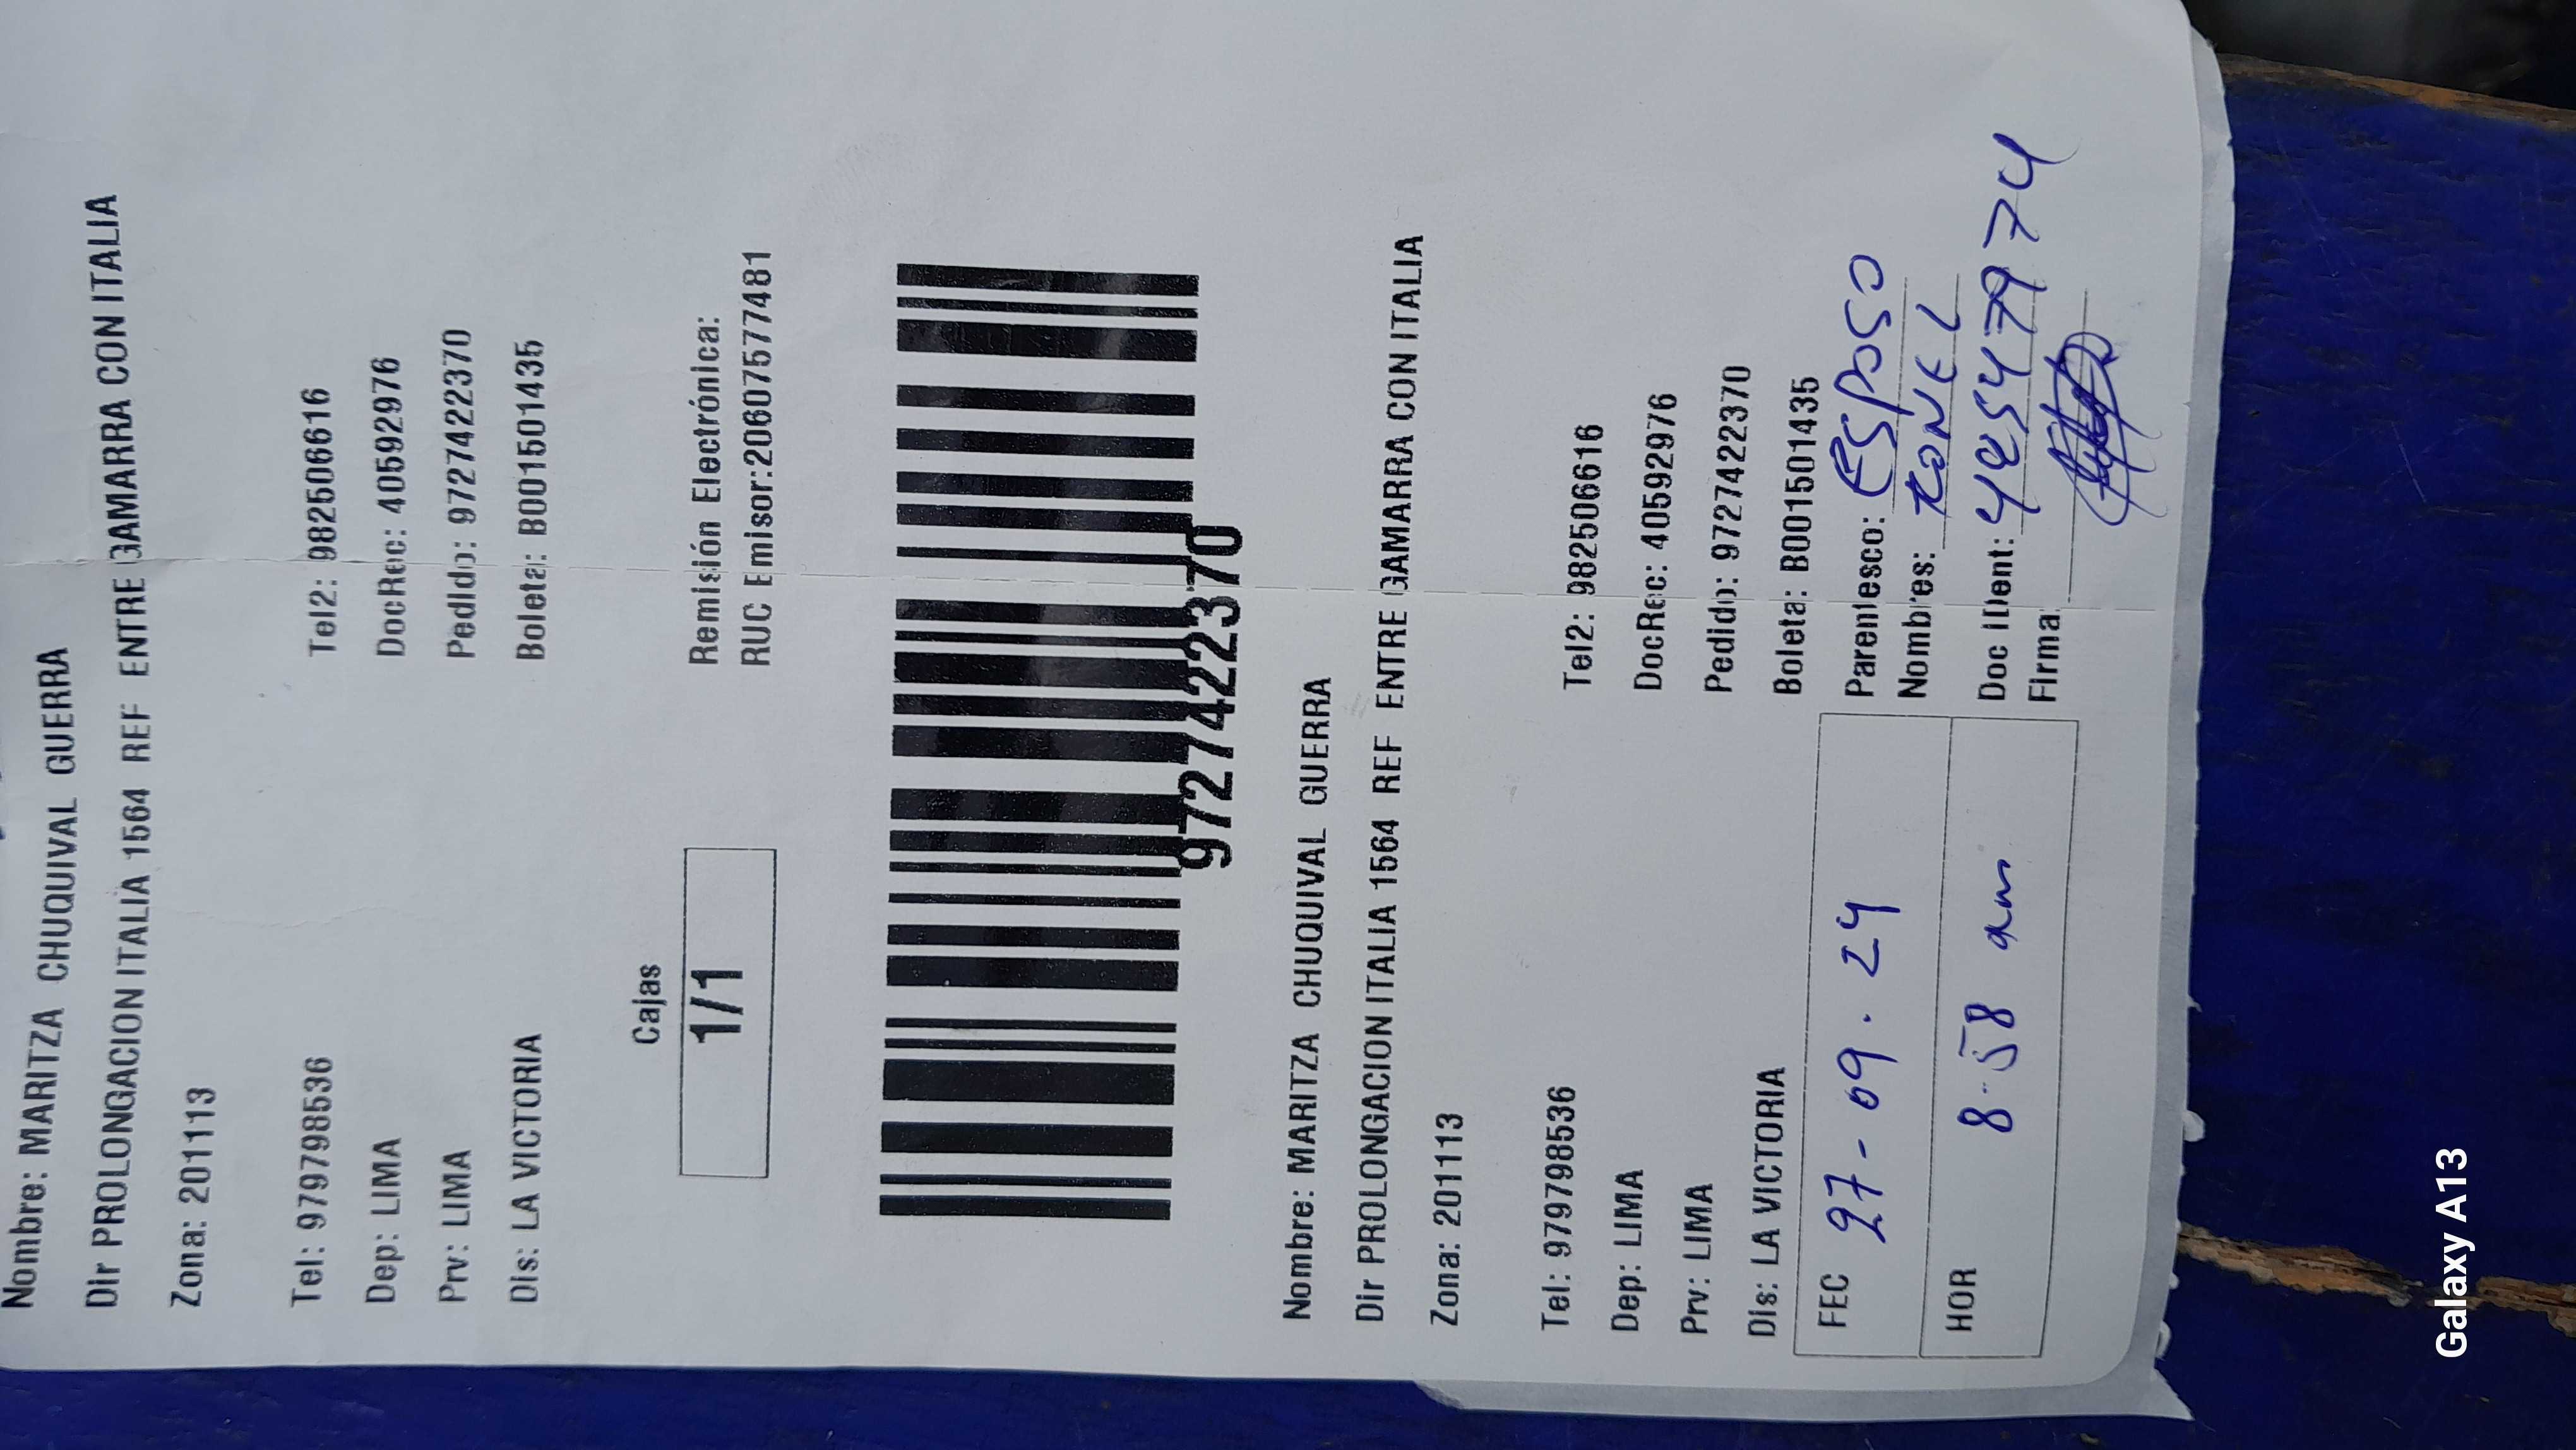 Nombre: MARITZA CHUQUIVAL GUERRA
Dir PROLONGACION ITALIA 1564 REF ENTRE GAMARRA CON ITALIA
Zona: 201113
Tel: 979798536 Tel2: 982506616
Dep: LIMA DocRec: 40592976
Prv: LIMA Pedido: 9727422370
Dis: LA VICTORIA Boleta: B001501435
Cajas
1/1
Remisión Electrónica:
RUC Emisor:20607577481
9727422370
Nombre: MARITZA CHUQUIVAL GUERRA
Dir PROLONGACION ITALIA 1564 REF ENTRE GAMARRA CON ITALIA
Zona: 201113
Tel: 979798536 Tel2: 982506616
Dep: LIMA DocRec: 40592976
Prv: LIMA Pedido: 9727422370
Dis: LA VICTORIA Boleta: B001501435
FEC 27-09.24
HOR 8:58 am
Parentesco: ESPOSO
Nombres:
Doc IDent:
Firma:
Galaxy A13